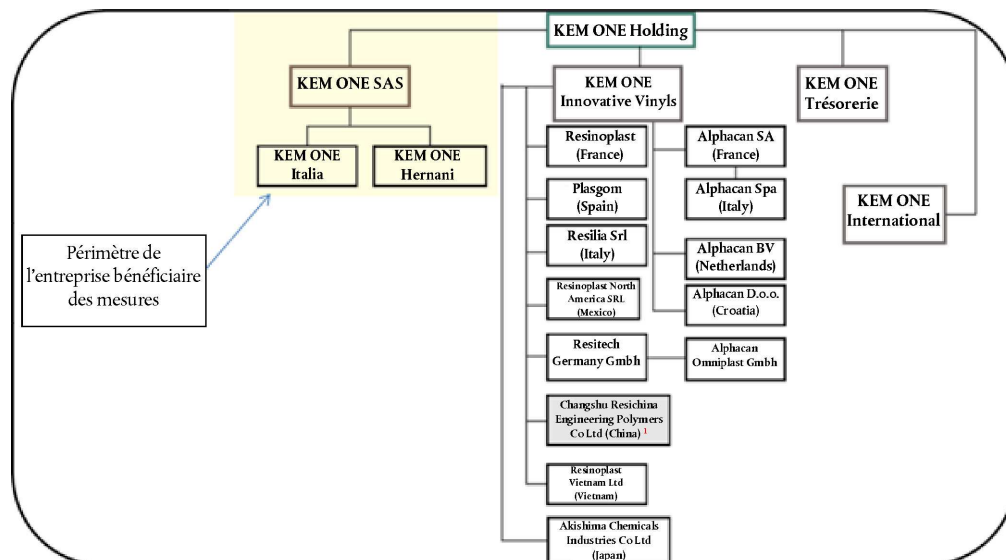 KEM ONE Holding
KEM ONE SAS
KEM ONE
Italia
KEM ONE
Hernani
Périmètre de
l'entreprise bénéficiaire
des mesures
KEM ONE
Innovative Vinyls
Resinoplast
(France)
Plasgom
(Spain)
Resilia Srl
(Italy)
Resinoplast North
America SRL
(Mexico)
Resitech
Germany Gmbh
Changshu Resichina
Engineering Polymers
Co Ltd (China) 1
Resinoplast
Vietnam Ltd
(Vietnam)
Akishima Chemicals
Industries Co Ltd
(Japan)
Alphacan SA
(France)
Alphacan Spa
(Italy)
Alphacan BV
(Netherlands)
Alphacan D.o.o.
(Croatia)
Alphacan
Omniplast Gmbh
KEM ONE
Trésorerie
KEM ONE
International